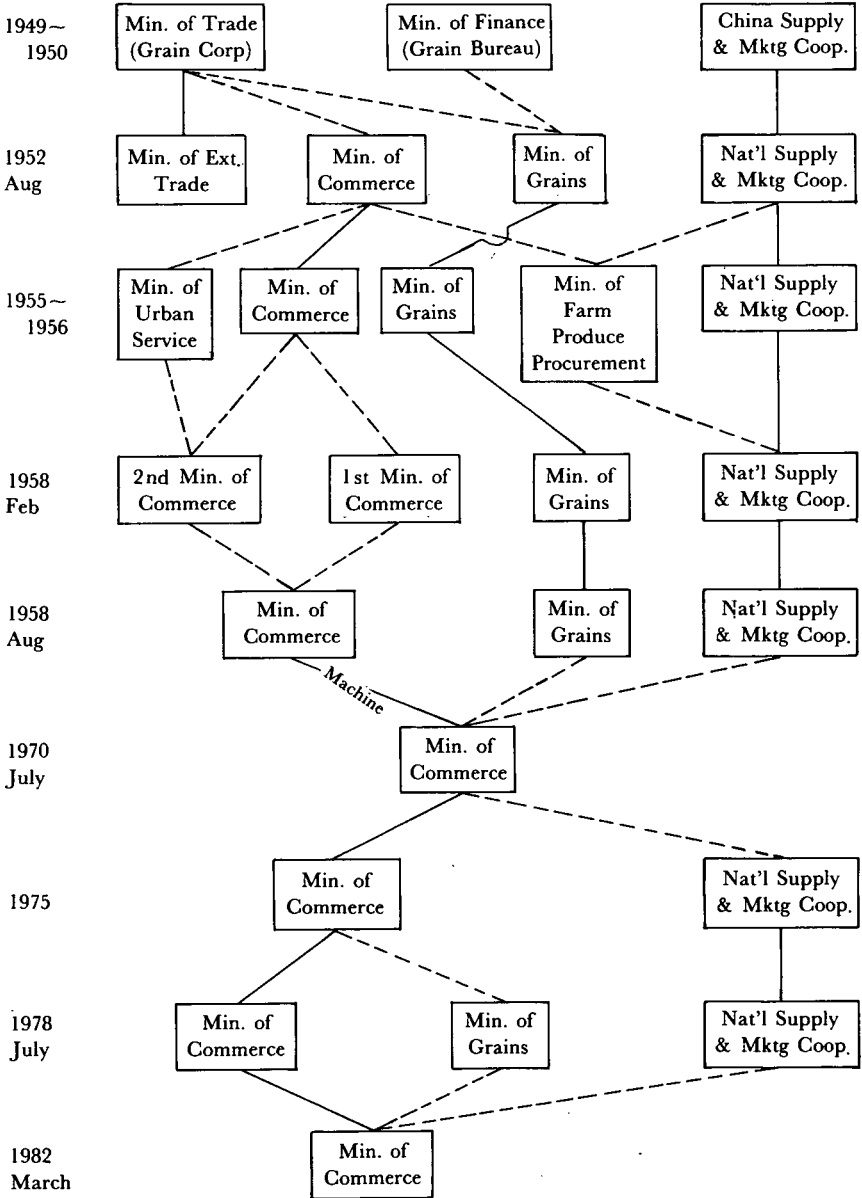 1949~
1950
Min. of Trade
(Grain Corp)
Min. of Finance
(Grain Bureau)
China Supply
& Mktg Coop.
1952
Aug
Min. of Ext.
Trade
Min. of
Commerce
Min. of
Grains
Nat'l Supply
& Mktg Coop.
1955~
1956
Min. of
Urban
Service
Min. of
Commerce
Min. of
Grains
Min. of
Farm
Produce
Procurement
Nat'l Supply
& Mktg Coop.
1958
Feb
2nd Min. of
Commerce
1st Min. of
Commerce
Min. of
Grains
Nat'l Supply
& Mktg Coop.
1958
Aug
Min. of
Commerce
Min. of
Grains
Nat'l Supply
& Mktg Coop.
Machine
1970
July
Min. of
Commerce
1975
Min. of
Commerce
Nat'l Supply
& Mktg Coop.
1978
July
Min. of
Commerce
Min. of
Grains
Nat'l Supply
& Mktg Coop.
1982
March
Min. of
Commerce